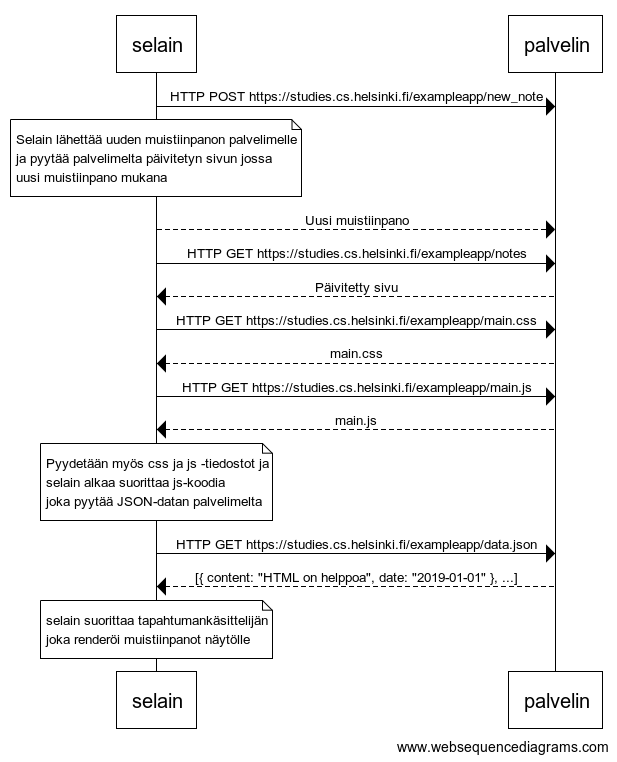 selain
palvelin
HTTP POST https://studies.cs.helsinki.fi/exampleapp/new_note
Selain lähettää uuden muistiinpanon palvelimelle
ja pyytää palvelimelta päivitetyn sivun jossa
uusi muistiinpano mukana
Uusi muistiinpano
HTTP GET https://studies.cs.helsinki.fi/exampleapp/notes
Päivitetty sivu
HTTP GET https://studies.cs.helsinki.fi/exampleapp/main.css
main.css
HTTP GET https://studies.cs.helsinki.fi/exampleapp/main.js
main.js
Pyydetään myös css ja js -tiedostot ja
selain alkaa suorittaa js-koodia
joka pyytää JSON-datan palvelimelta
HTTP GET https://studies.cs.helsinki.fi/exampleapp/data.json
[{ content: "HTML on helppoa", date: "2019-01-01" }, ...]
selain suorittaa tapahtumankäsittelijän
joka renderöi muistiinpanot näytölle
selain
palvelin
www.websequencediagrams.com